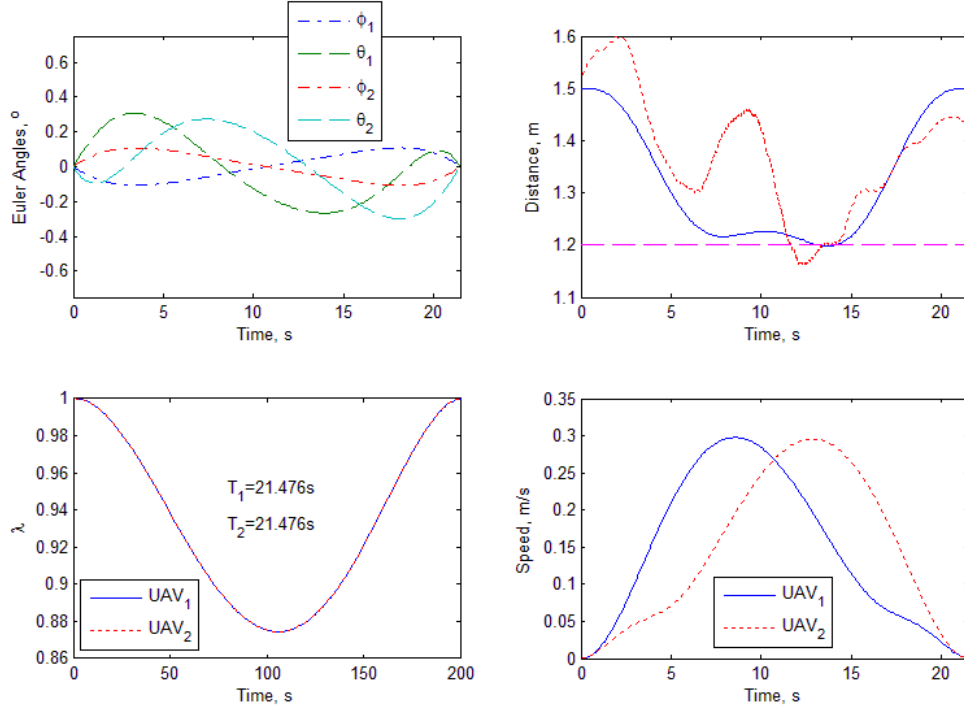 ϕ1
θ1
ϕ2
θ2
0.6
0.4
0.2
0
-0.2
-0.4
-0.6
Euler Angles, º
0 5 10 15 20
Time, s
1.6
1.5
1.4
1.3
1.2
1.1
Distance, m
0 5 10 15 20
Time, s
1
0.98
0.96
0.94
0.92
0.9
0.88
0.86
λ
T1=21.476s
T2=21.476s
UAV1
UAV2
0 50 100 150 200
Time, s
0.35
0.3
0.25
0.2
0.15
0.1
0.05
0
Speed, m/s
UAV1
UAV2
0 5 10 15 20
Time, s